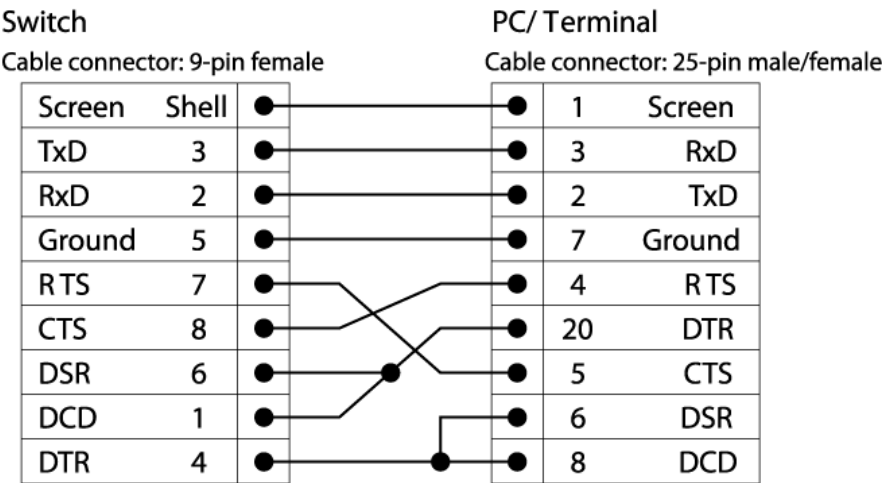 Switch PC/ Terminal
Cable connector: 9-pin female Cable connector: 25-pin male/female
Screen Shell 1 Screen
TxD 3 3 RxD
RxD 2 2 TxD
Ground 5 7 Ground
RTS 7 4 RTS
CTS 8 20 DTR
DSR 6 5 CTS
DCD 1 6 DSR
DTR 4 8 DCD